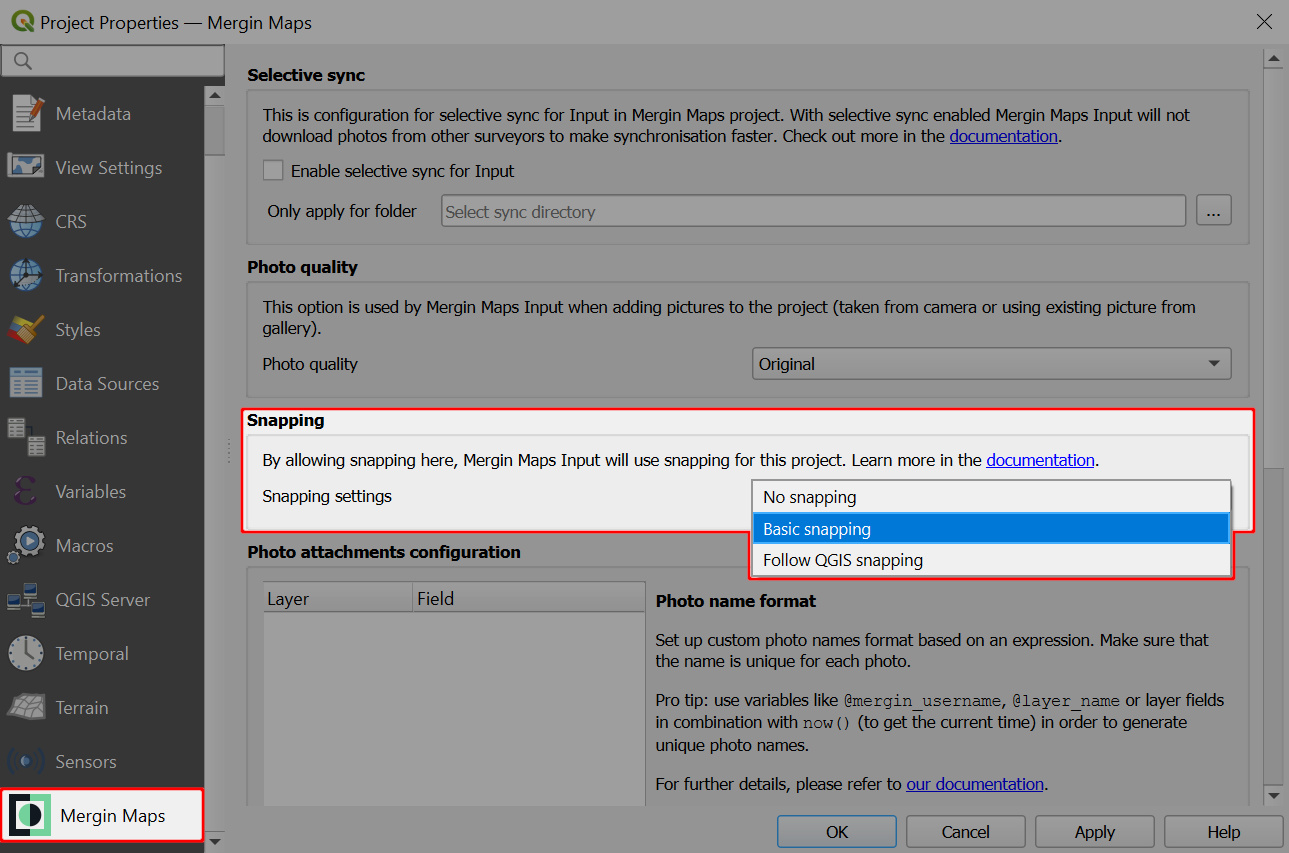 Project Properties — Mergin Maps
Metadata
View Settings
CRS
Transformations
Styles
Data Sources
Relations
Variables
Macros
QGIS Server
Temporal
Terrain
Sensors
Mergin Maps
Selective sync
This is configuration for selective sync for Input in Mergin Maps project. With selective sync enabled Mergin Maps Input will not
download photos from other surveyors to make synchronisation faster. Check out more in the documentation.
Enable selective sync for Input
Only apply for folder
Select sync directory
...
Photo quality
This option is used by Mergin Maps Input when adding pictures to the project (taken from camera or using existing picture from
gallery).
Photo quality
Original
Snapping
By allowing snapping here, Mergin Maps Input will use snapping for this project. Learn more in the documentation.
Snapping settings
No snapping
Basic snapping
Follow QGIS snapping
Photo attachments configuration
Layer
Field
Photo name format
Set up custom photo names format based on an expression. Make sure that
the name is unique for each photo.
Pro tip: use variables like @mergin_username, @layer_name or layer fields
in combination with now() (to get the current time) in order to generate
unique photo names.
For further details, please refer to our documentation.
OK
Cancel
Apply
Help